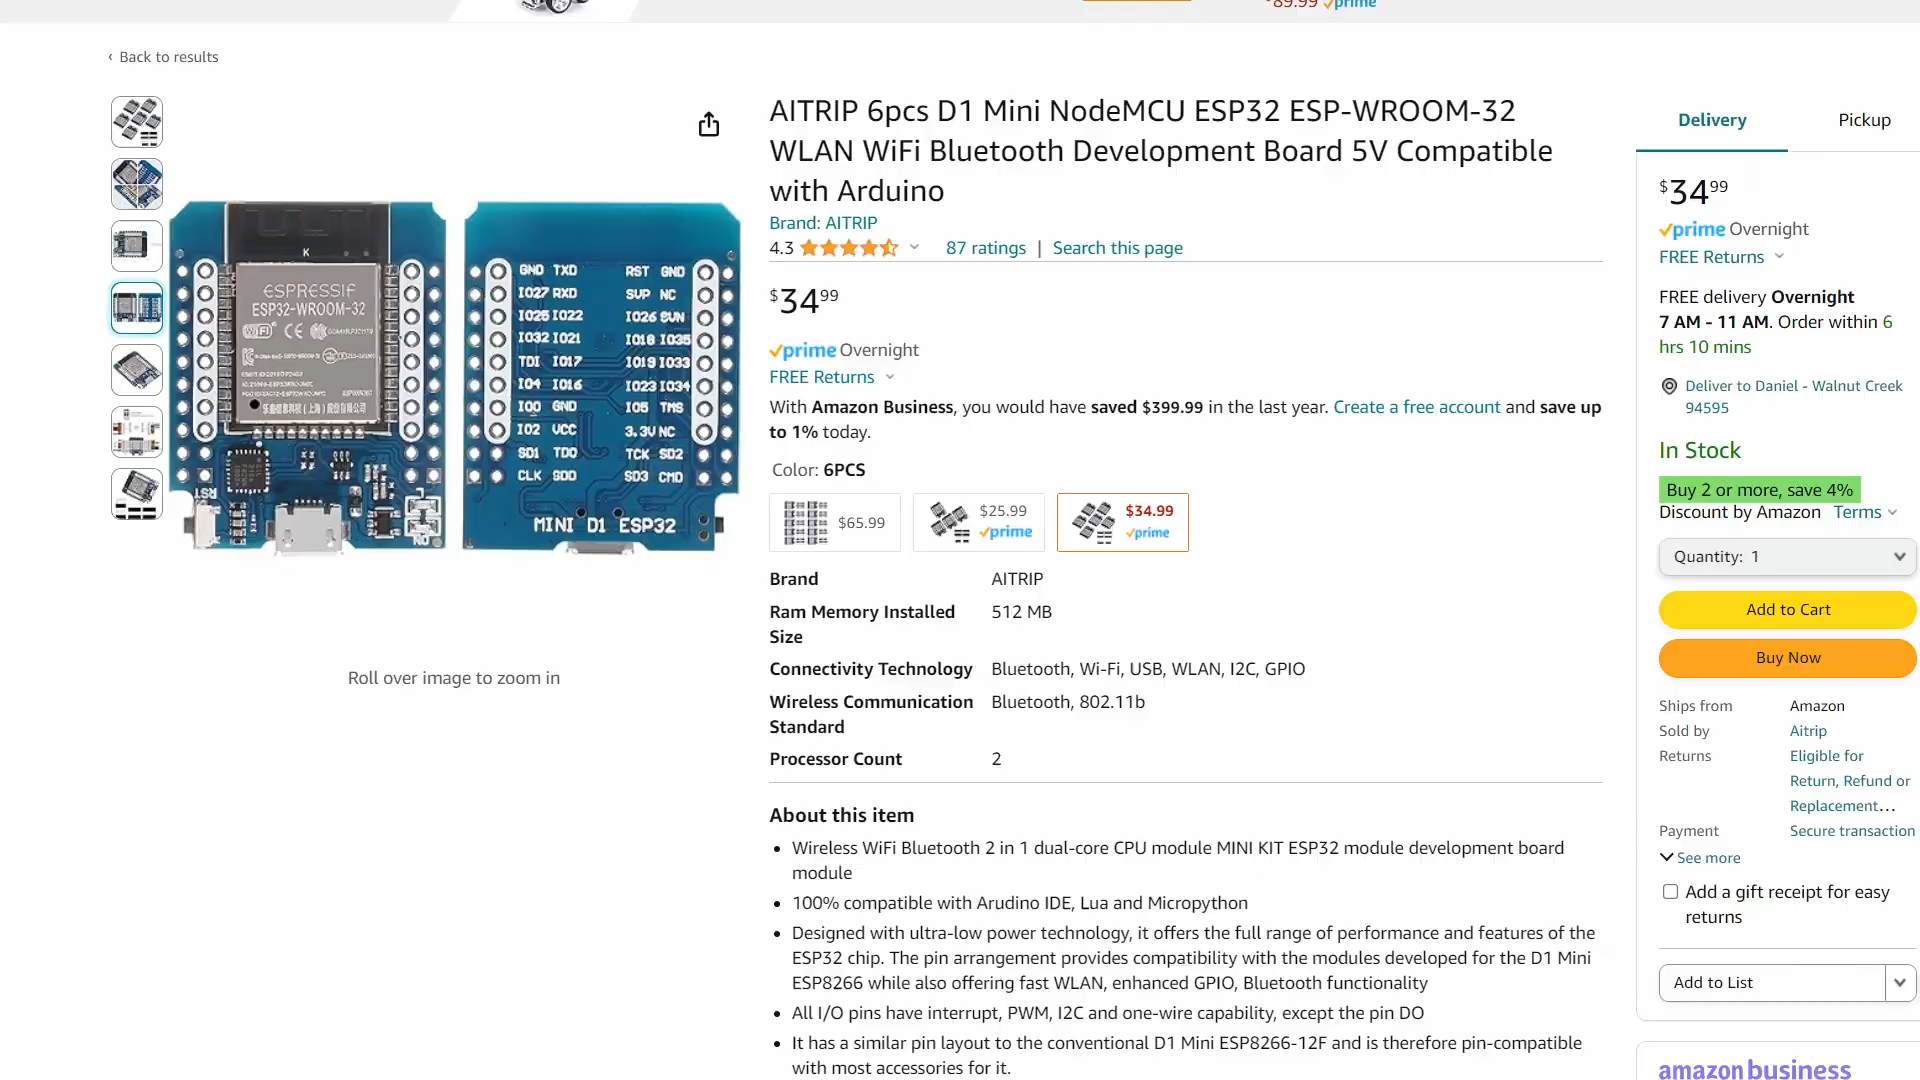 $89.99 prime
‹ Back to results
AITRIP 6pcs D1 Mini NodeMCU ESP32 ESP-WROOM-32
WLAN WiFi Bluetooth Development Board 5V Compatible
with Arduino
Brand: AITRIP
4.3
87 ratings | Search this page
$34.99
prime Overnight
FREE Returns
With Amazon Business, you would have saved $399.99 in the last year. Create a free account and save up
to 1% today.
Color: 6PCS
$65.99
$25.99
prime
$34.99
prime
Brand AITRIP
Ram Memory Installed 512 MB
Size
Connectivity Technology Bluetooth, Wi-Fi, USB, WLAN, I2C, GPIO
Wireless Communication Bluetooth, 802.11b
Standard
Processor Count 2
About this item
• Wireless WiFi Bluetooth 2 in 1 dual-core CPU module MINI KIT ESP32 module development board
module
• 100% compatible with Arudino IDE, Lua and Micropython
• Designed with ultra-low power technology, it offers the full range of performance and features of the
ESP32 chip. The pin arrangement provides compatibility with the modules developed for the D1 Mini
ESP8266 while also offering fast WLAN, enhanced GPIO, Bluetooth functionality
• All I/O pins have interrupt, PWM, I2C and one-wire capability, except the pin DO
• It has a similar pin layout to the conventional D1 Mini ESP8266-12F and is therefore pin-compatible
with most accessories for it.
K
ESPRESSIF
ESP32-WROOM-32
WiFi CE
RST
GND TXD RST GND
IO27 RXD SVP NC
IO25 IO22 IO26 SVN
IO32 IO21 IO18 IO35
TDI IO17 IO19 IO33
IO4 IO16 IO23 IO34
IO0 GND IO5 TMS
IO2 VCC 3.3V NC
SD1 TDO TCK SD2
CLK SD0 SD3 CMD
MINI D1 ESP32
Roll over image to zoom in
Delivery Pickup
$34.99
prime Overnight
FREE Returns
FREE delivery Overnight
7 AM - 11 AM. Order within 6
hrs 10 mins
Deliver to Daniel - Walnut Creek
94595
In Stock
Buy 2 or more, save 4%
Discount by Amazon Terms
Quantity: 1
Add to Cart
Buy Now
Ships from Amazon
Sold by Aitrip
Returns Eligible for
Return, Refund or
Replacement…
Payment Secure transaction
See more
Add a gift receipt for easy
returns
Add to List
amazon business